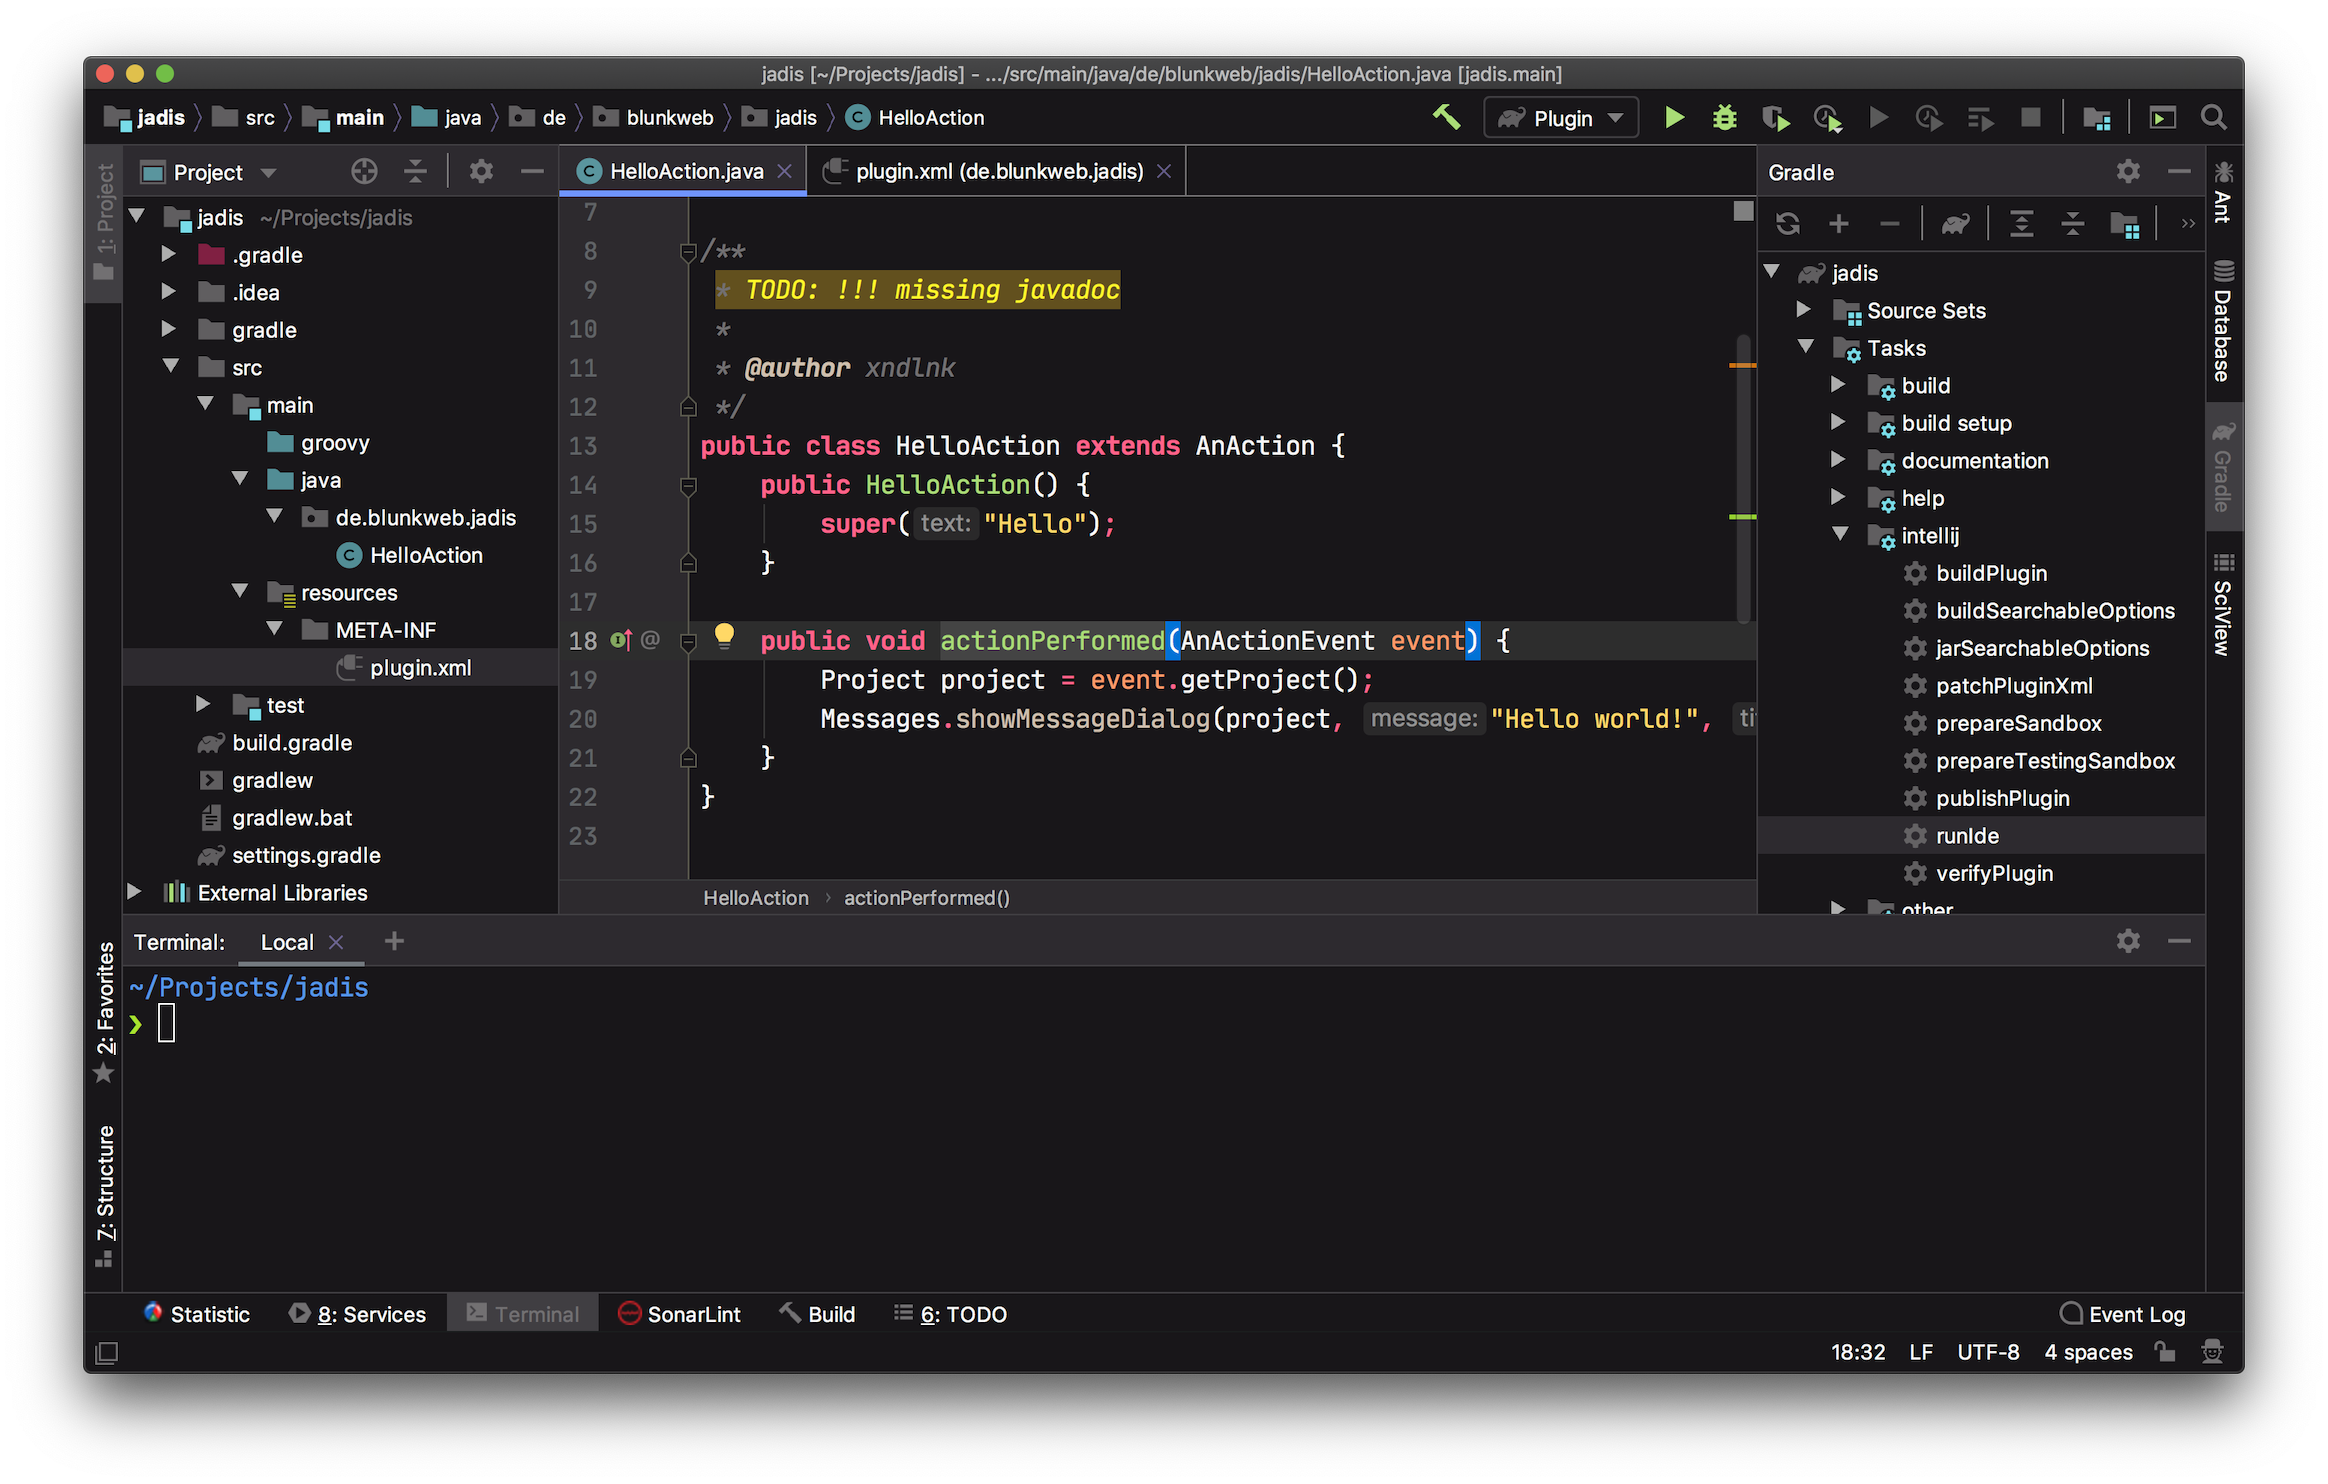 jadis [~/Projects/jadis] - .../src/main/java/de/blunkweb/jadis/HelloAction.java [jadis.main]
jadis src main java de blunkweb jadis HelloAction
Plugin
1: Project
2: Favorites
7: Structure
Project
jadis ~/Projects/jadis
.gradle
.idea
gradle
src
main
groovy
java
de.blunkweb.jadis
HelloAction
resources
META-INF
plugin.xml
test
build.gradle
gradlew
gradlew.bat
settings.gradle
External Libraries
HelloAction.java plugin.xml (de.blunkweb.jadis)
7
8 /**
9 * TODO: !!! missing javadoc
10 *
11 * @author xndlnk
12 */
13 public class HelloAction extends AnAction {
14 public HelloAction() {
15 super( text: "Hello");
16 }
17
18 @ public void actionPerformed(AnActionEvent event) {
19 Project project = event.getProject();
20 Messages.showMessageDialog(project, message: "Hello world!", ti
21 }
22 }
23
HelloAction › actionPerformed()
Gradle
jadis
Source Sets
Tasks
build
build setup
documentation
help
intellij
buildPlugin
buildSearchableOptions
jarSearchableOptions
patchPluginXml
prepareSandbox
prepareTestingSandbox
publishPlugin
runIde
verifyPlugin
other
Ant
Database
Gradle
SciView
Terminal: Local
~/Projects/jadis
❯
Statistic 8: Services Terminal SonarLint Build 6: TODO Event Log
18:32 LF UTF-8 4 spaces